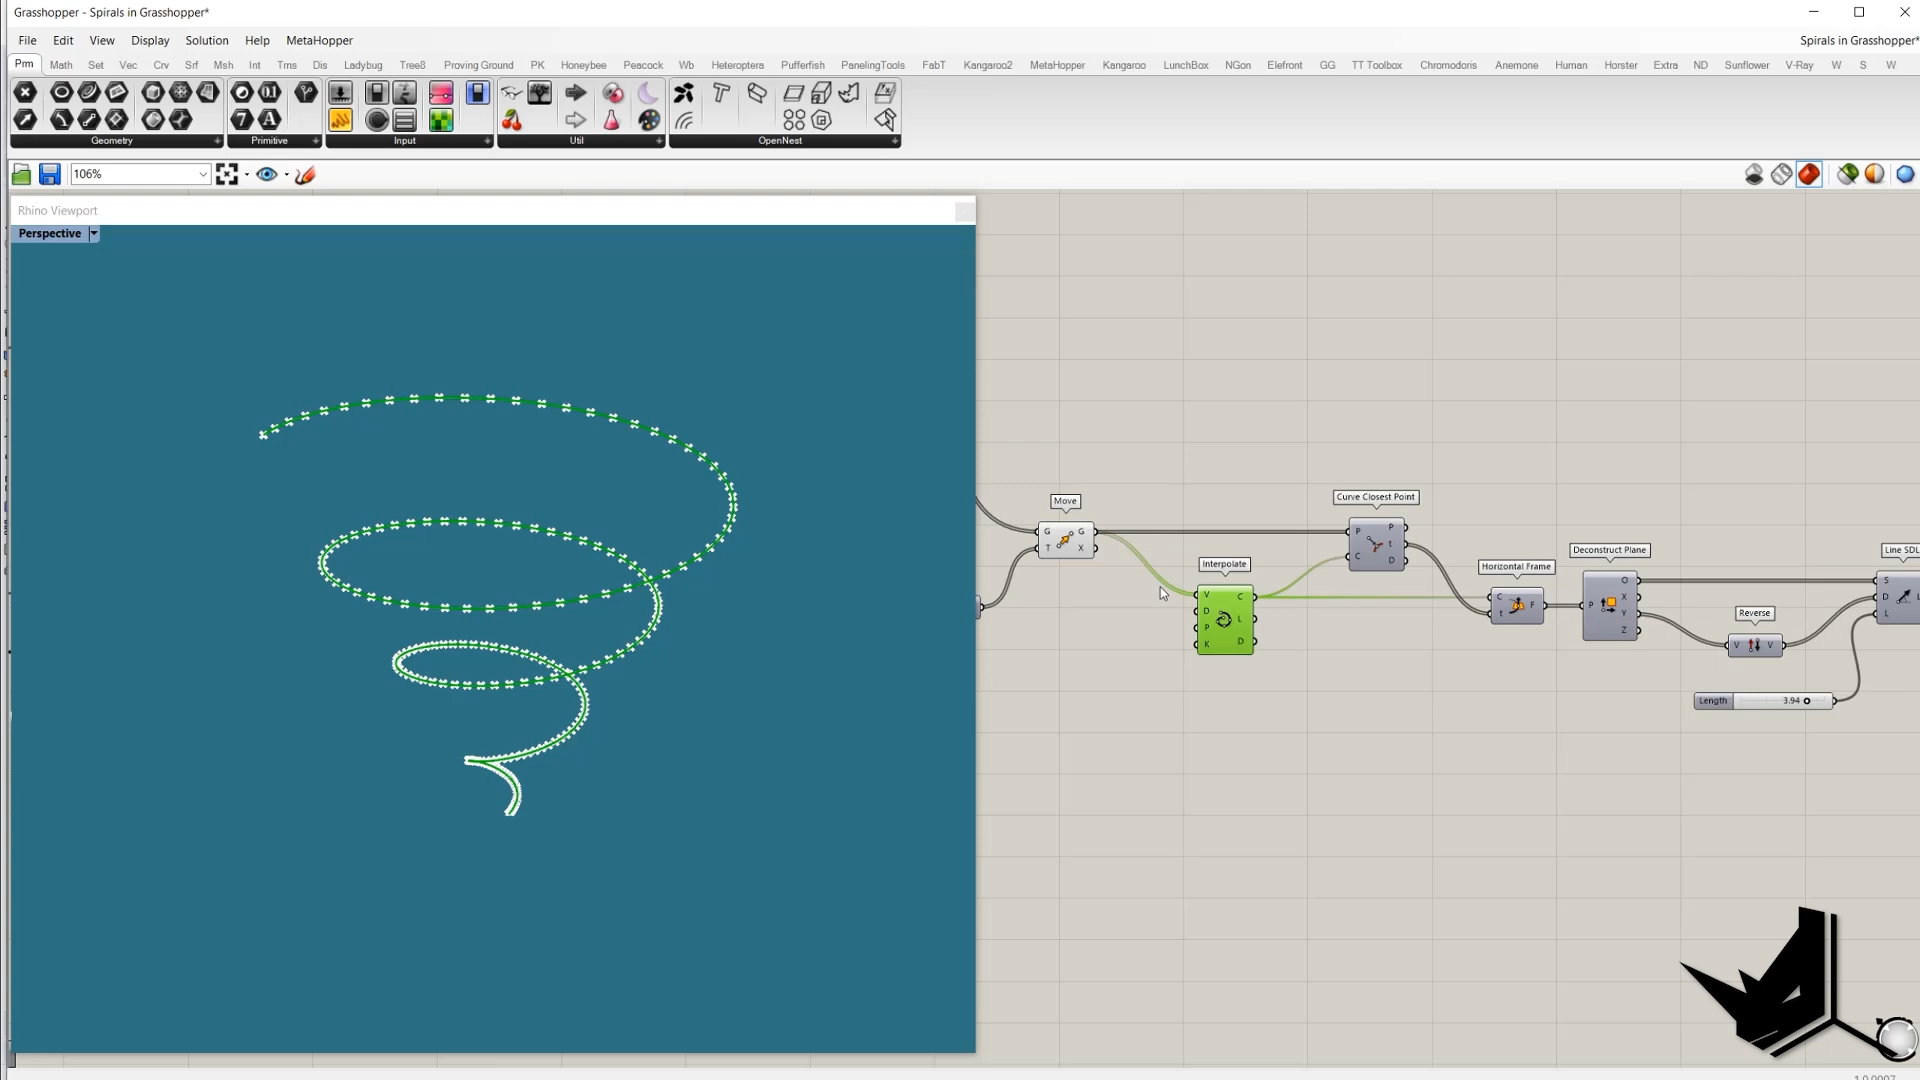 Grasshopper - Spirals in Grasshopper*
File Edit View Display Solution Help MetaHopper Spirals in Grasshopper*
Prm Math Set Vec Crv Srf Msh Int Trns Dis Ladybug Tree8 Proving Ground PK Honeybee Peacock Wb Heteroptera Pufferfish PanelingTools FabT Kangaroo2 MetaHopper Kangaroo LunchBox NGon Elefront GG TT Toolbox Chromodoris Anemone Human Horster Extra ND Sunflower V-Ray W S W
Geometry Primitive Input Util OpenNest
106%
Rhino Viewport
Perspective
Move
G G
T X
Interpolate
V C
D
P L
K D
Curve Closest Point
P P
t
C D
Horizontal Frame
C F
t
Deconstruct Plane
P O
X
Y
Z
Reverse
V V
Line SDL
S
D L
L
Length 3.94
1.0.0007